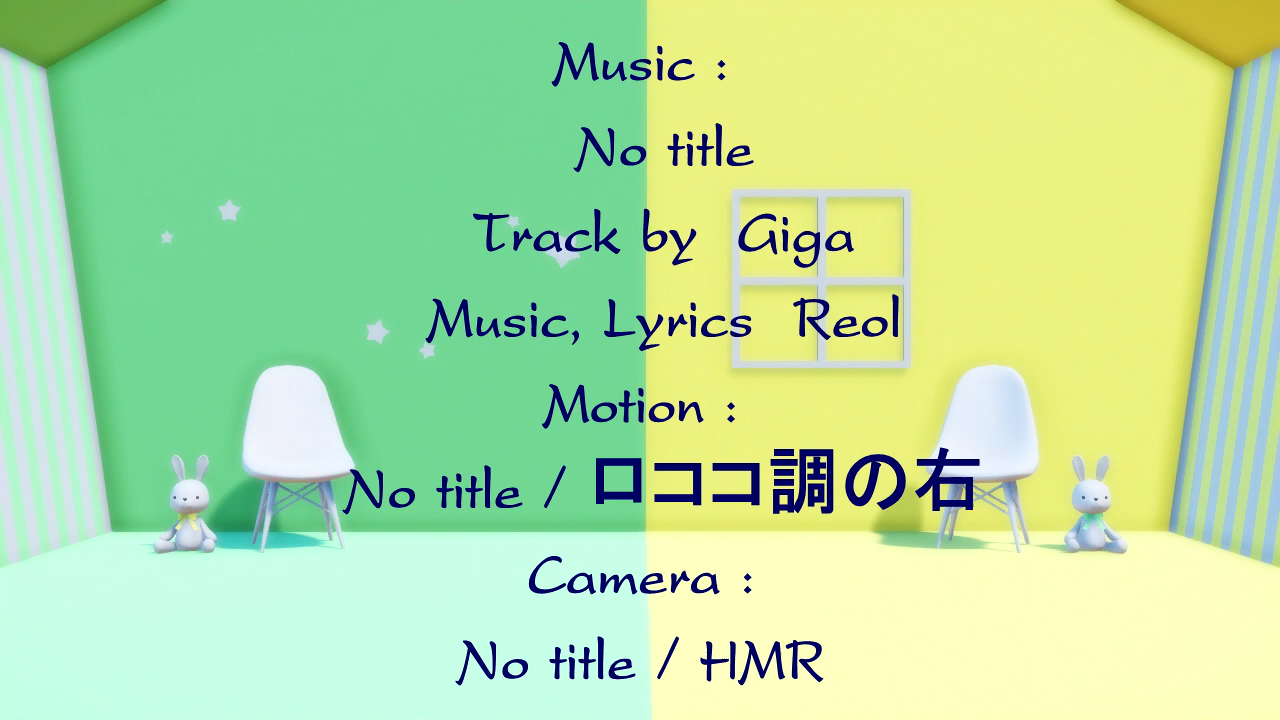 Music :
No title
Track by Giga
Music, Lyrics Reol
Motion :
No title / ロココ調の右
Camera :
No title / HMR